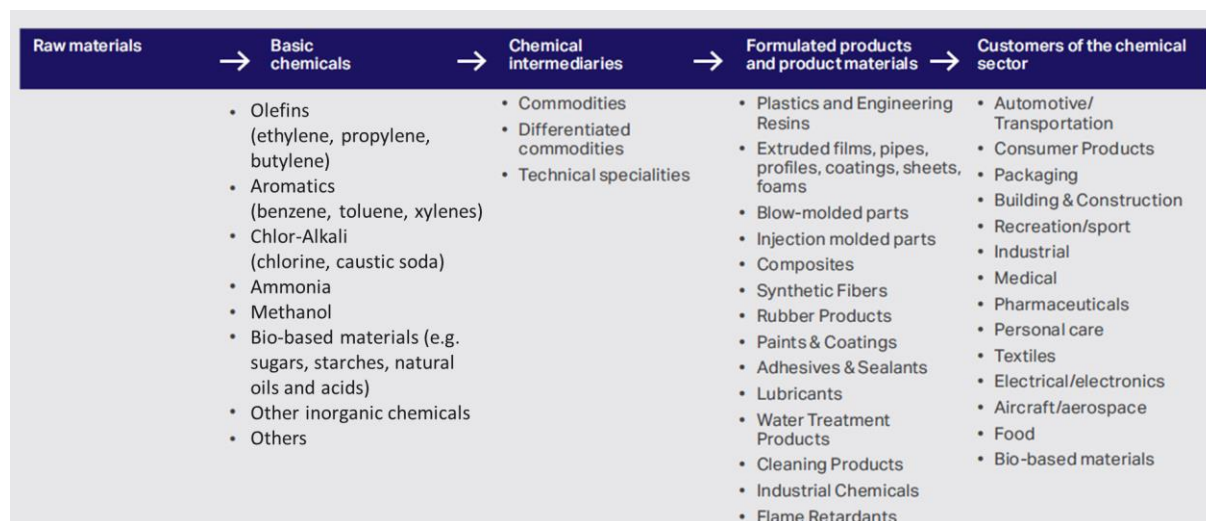 Raw materials
→
Basic
chemicals
→
Chemical
intermediaries
→
Formulated products
and product materials
→
Customers of the chemical
sector
• Olefins
(ethylene, propylene,
butylene)
• Aromatics
(benzene, toluene, xylenes)
• Chlor-Alkali
(chlorine, caustic soda)
• Ammonia
• Methanol
• Bio-based materials (e.g.
sugars, starches, natural
oils and acids)
• Other inorganic chemicals
• Others
• Commodities
• Differentiated
commodities
• Technical specialities
• Plastics and Engineering
Resins
• Extruded films, pipes,
profiles, coatings, sheets,
foams
• Blow-molded parts
• Injection molded parts
• Composites
• Synthetic Fibers
• Rubber Products
• Paints & Coatings
• Adhesives & Sealants
• Lubricants
• Water Treatment
Products
• Cleaning Products
• Industrial Chemicals
• Flame Retardants
• Automotive/
Transportation
• Consumer Products
• Packaging
• Building & Construction
• Recreation/sport
• Industrial
• Medical
• Pharmaceuticals
• Personal care
• Textiles
• Electrical/electronics
• Aircraft/aerospace
• Food
• Bio-based materials